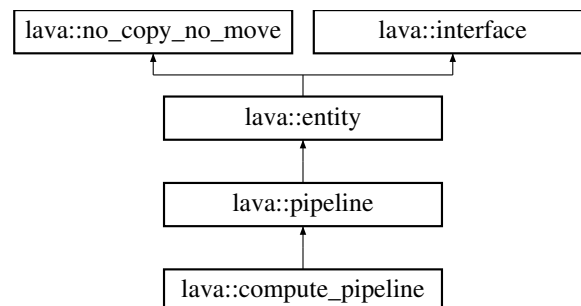 lava::no_copy_no_move
lava::interface
lava::entity
lava::pipeline
lava::compute_pipeline